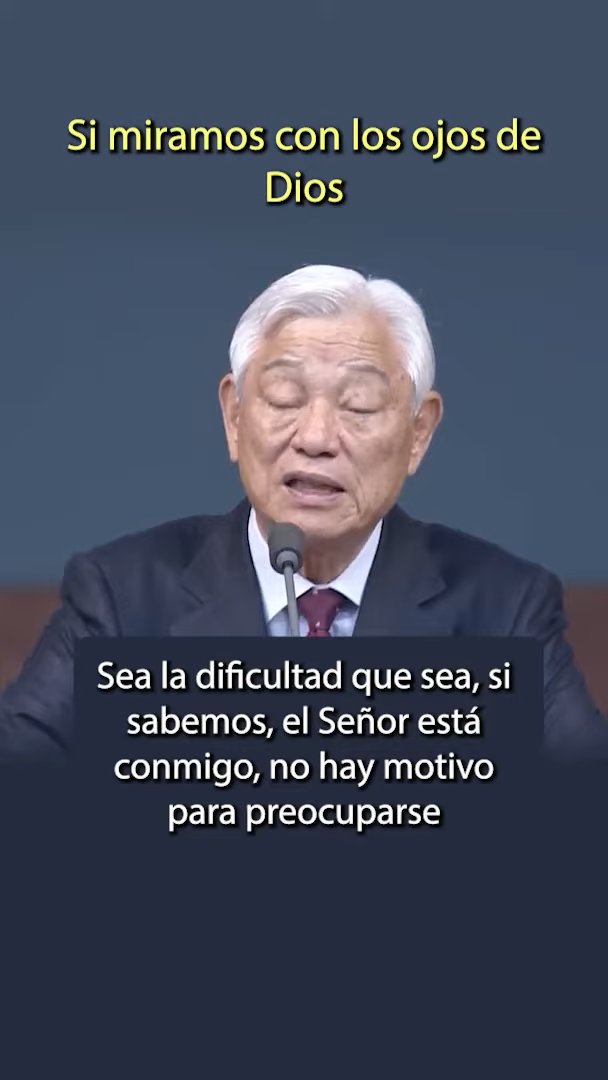 Si miramos con los ojos de
Dios
Sea la dificultad que sea, si
sabemos, el Señor está
conmigo, no hay motivo
para preocuparse